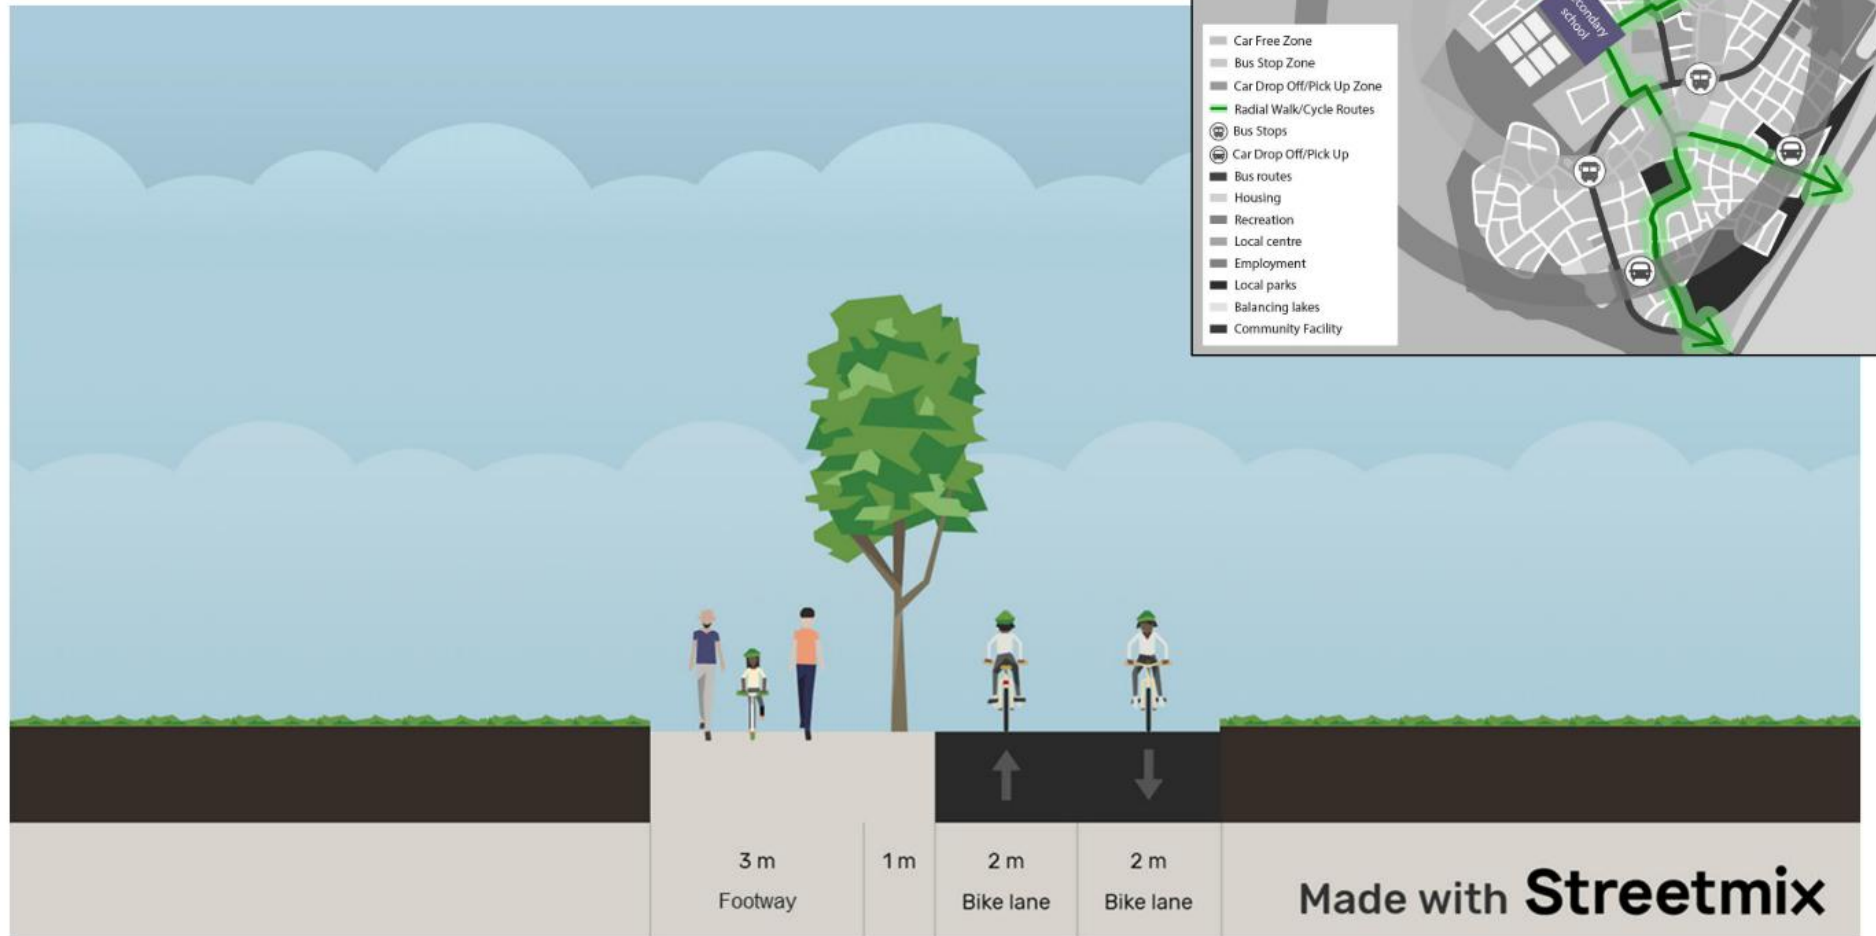 school
Car Free Zone
Bus Stop Zone
Car Drop Off/Pick Up Zone
Radial Walk/Cycle Routes
Bus Stops
Car Drop Off/Pick Up
Bus routes
Housing
Recreation
Local centre
Employment
Local parks
Balancing lakes
Community Facility
3 m
1 m
2 m
2 m
Footway
Bike lane
Bike lane
Made with Streetmix